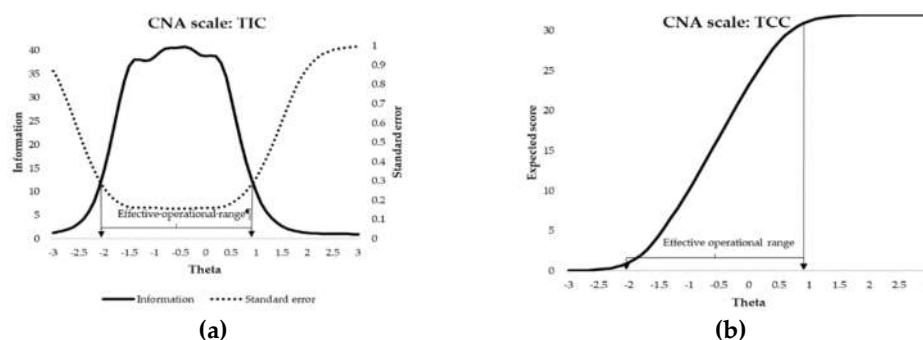 CNA scale: TIC
40
35
30
25
20
15
10
5
0
Information
1
0.9
0.8
0.7
0.6
0.5
0.4
0.3
0.2
0.1
0
Standard error
Effective·operational·range¶
-3 -2.5 -2 -1.5 -1 -0.5 0 0.5 1 1.5 2 2.5 3
Theta
Information Standard error
(a)
CNA scale: TCC
30
25
20
15
10
5
0
Expected score
Effective operational range
-3 -2.5 -2 -1.5 -1 -0.5 0 0.5 1 1.5 2 2.5 3
Theta
(b)